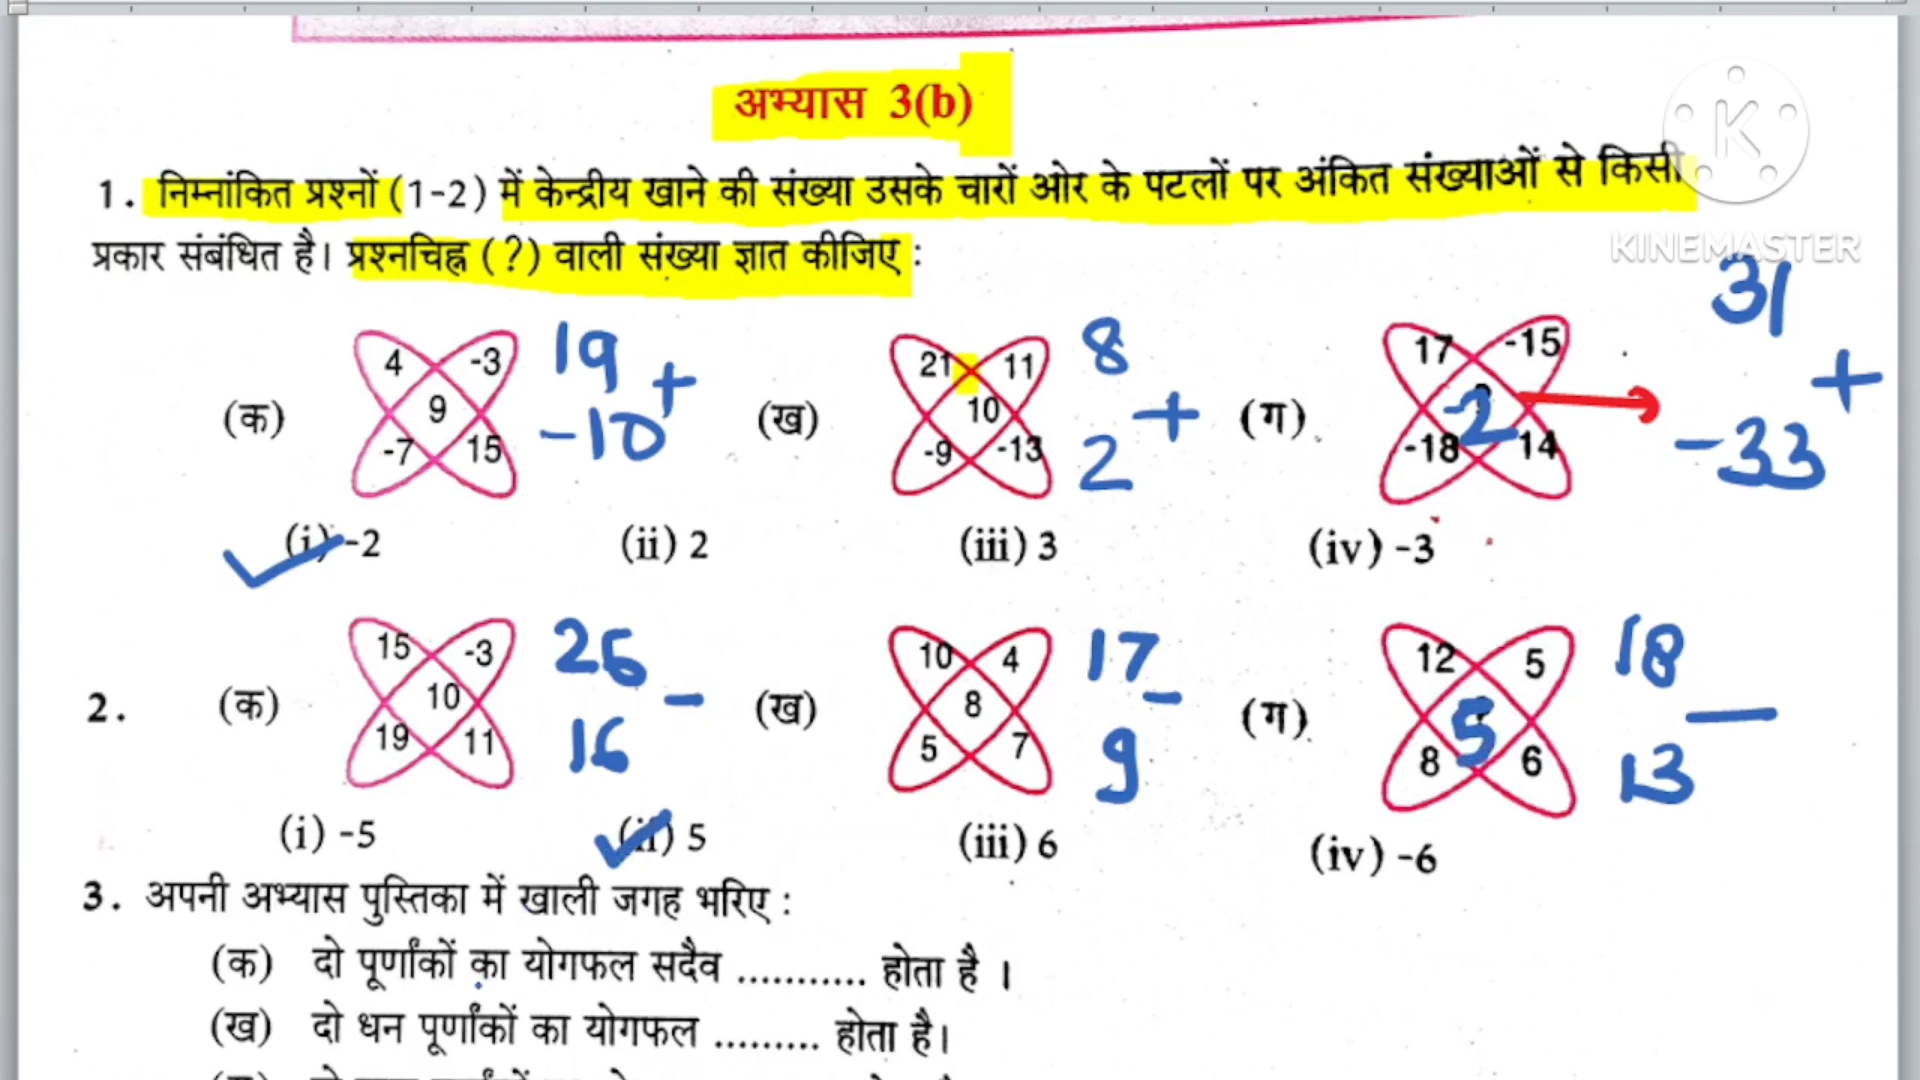 अभ्यास 3(b)
KINEMASTER
1. निम्नांकित प्रश्नों (1-2) में केन्द्रीय खाने की संख्या उसके चारों ओर के पटलों पर अंकित संख्याओं से किसी
प्रकार संबंधित है। प्रश्नचिह्न (?) वाली संख्या ज्ञात कीजिए :
(क) 4 -3 9 -7 15 19 + -10
(ख) 21 11 10 -9 -13 8 + 2
(ग) 17 -15 -2 -18 14 31 + -33
(i) -2 (ii) 2 (iii) 3 (iv) -3
2. (क) 15 -3 10 19 11 26 - 16
(ख) 10 4 8 5 7 17 - 9
(ग) 12 5 5 8 6 18 - 13
(i) -5 (ii) 5 (iii) 6 (iv) -6
3. अपनी अभ्यास पुस्तिका में खाली जगह भरिए :
(क) दो पूर्णांकों का योगफल सदैव ........... होता है ।
(ख) दो धन पूर्णांकों का योगफल ......... होता है।